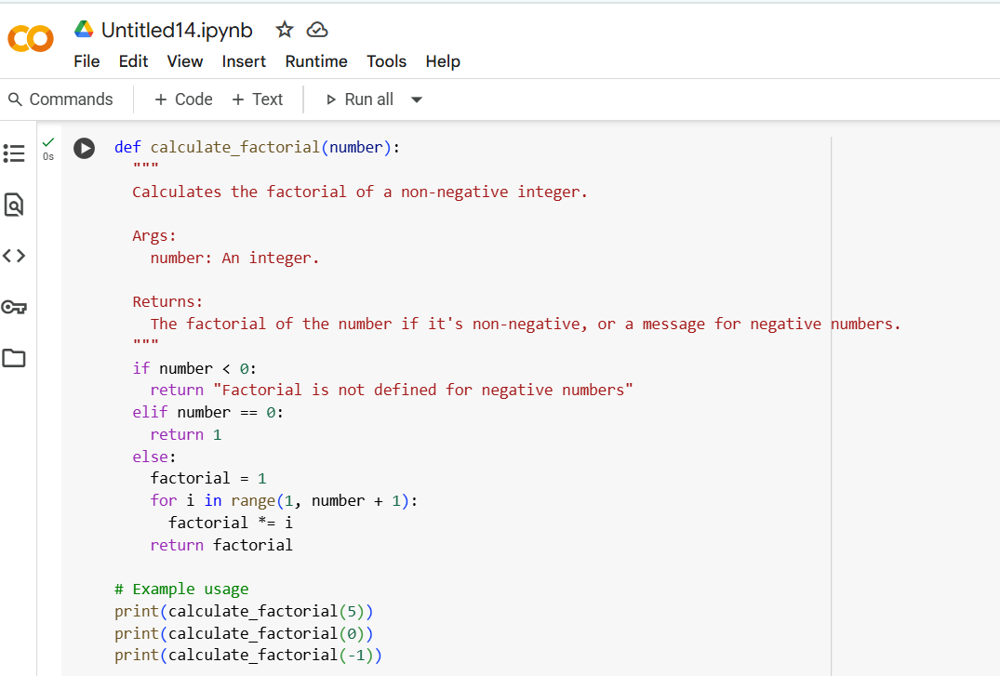 Untitled14.ipynb
File Edit View Insert Runtime Tools Help
Commands + Code + Text Run all
0s
def calculate_factorial(number):
  """
  Calculates the factorial of a non-negative integer.

  Args:
    number: An integer.

  Returns:
    The factorial of the number if it's non-negative, or a message for negative numbers.
  """
  if number < 0:
    return "Factorial is not defined for negative numbers"
  elif number == 0:
    return 1
  else:
    factorial = 1
    for i in range(1, number + 1):
      factorial *= i
    return factorial

# Example usage
print(calculate_factorial(5))
print(calculate_factorial(0))
print(calculate_factorial(-1))